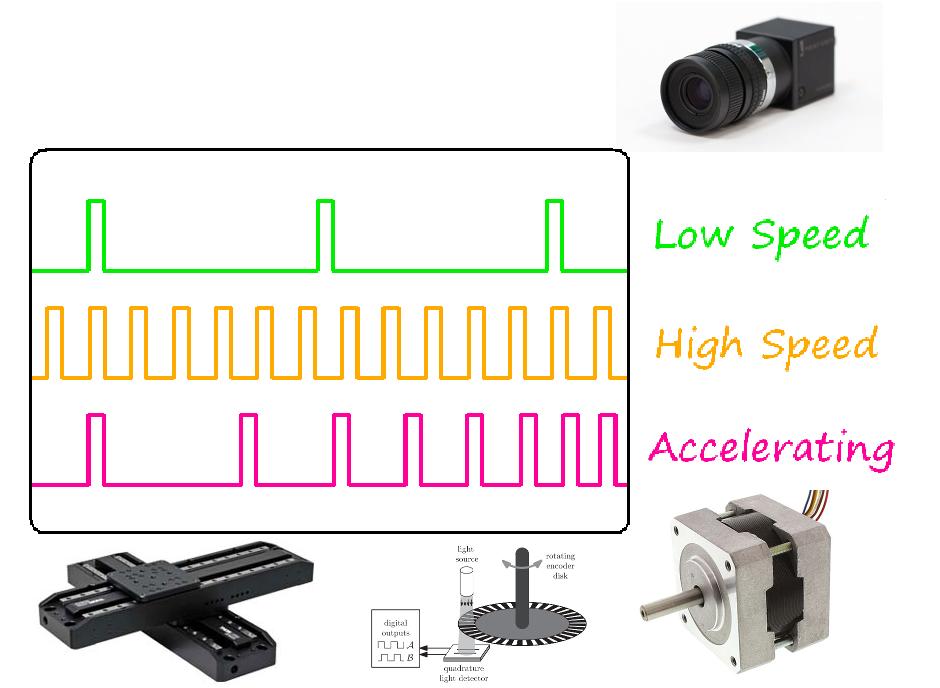 Low Speed
High Speed
Accelerating
light
source
rotating
encoder
disk
digital
outputs
A
B
quadrature
light detector